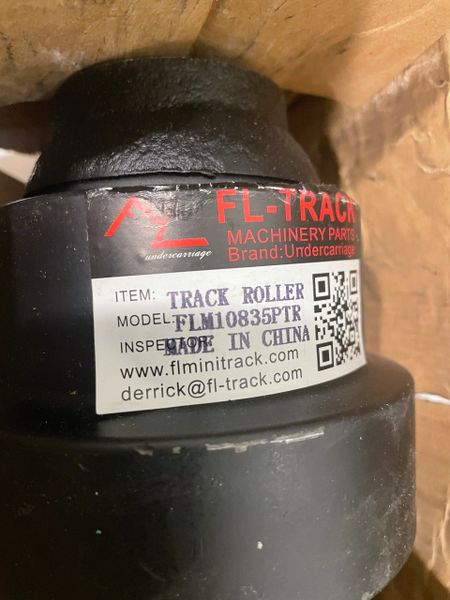 FL-TRACK
MACHINERY PARTS
Brand:Undercarriage
undercarriage
ITEM: TRACK ROLLER
MODEL: FLM10835PTR
INSPECTOR: MADE IN CHINA
www.flminitrack.com
derrick@fl-track.com